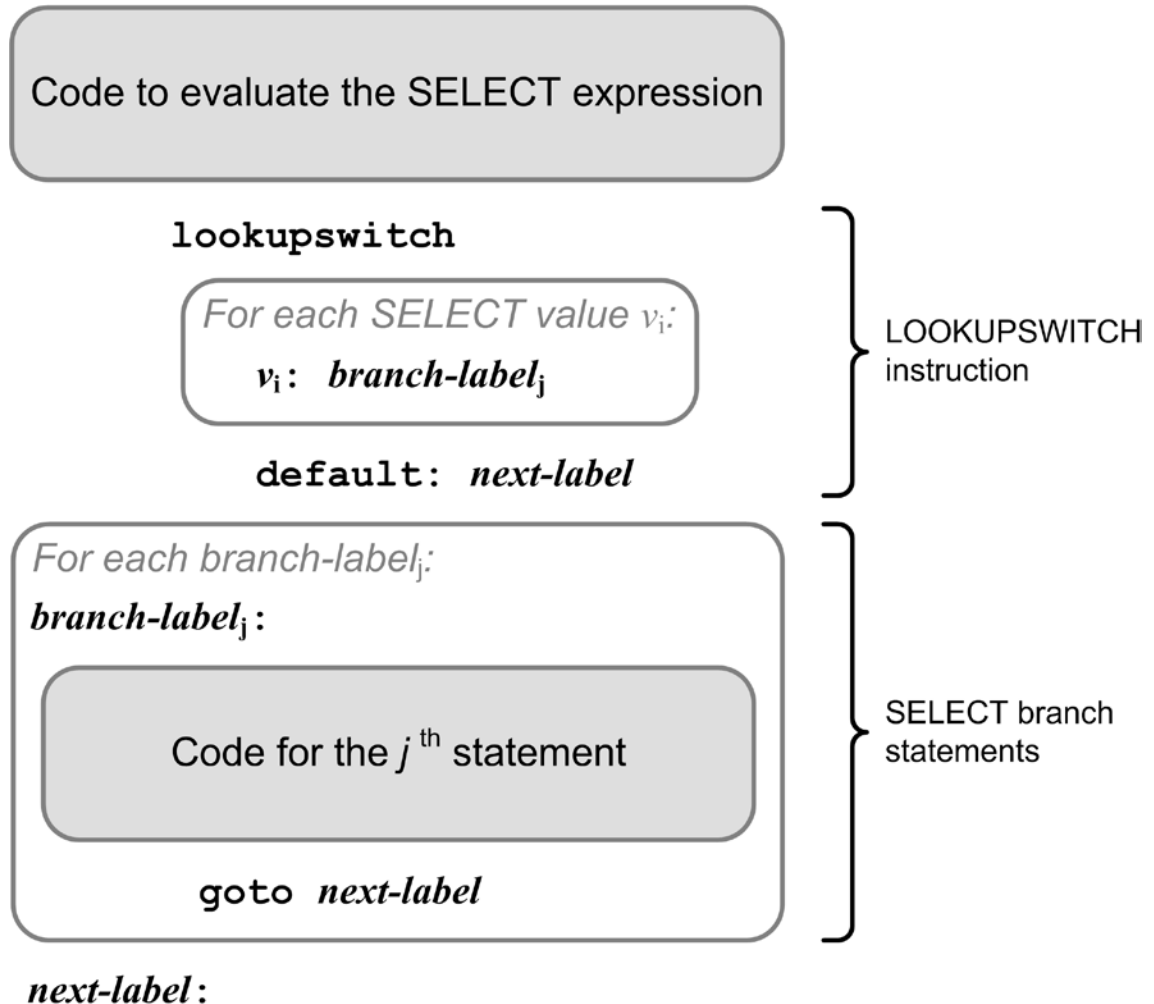 Code to evaluate the SELECT expression
lookupswitch
For each SELECT value vi:
vi: branch-labelj
default: next-label
LOOKUPSWITCH
instruction
For each branch-labelj:
branch-labelj:
Code for the j th statement
goto next-label
SELECT branch
statements
next-label: